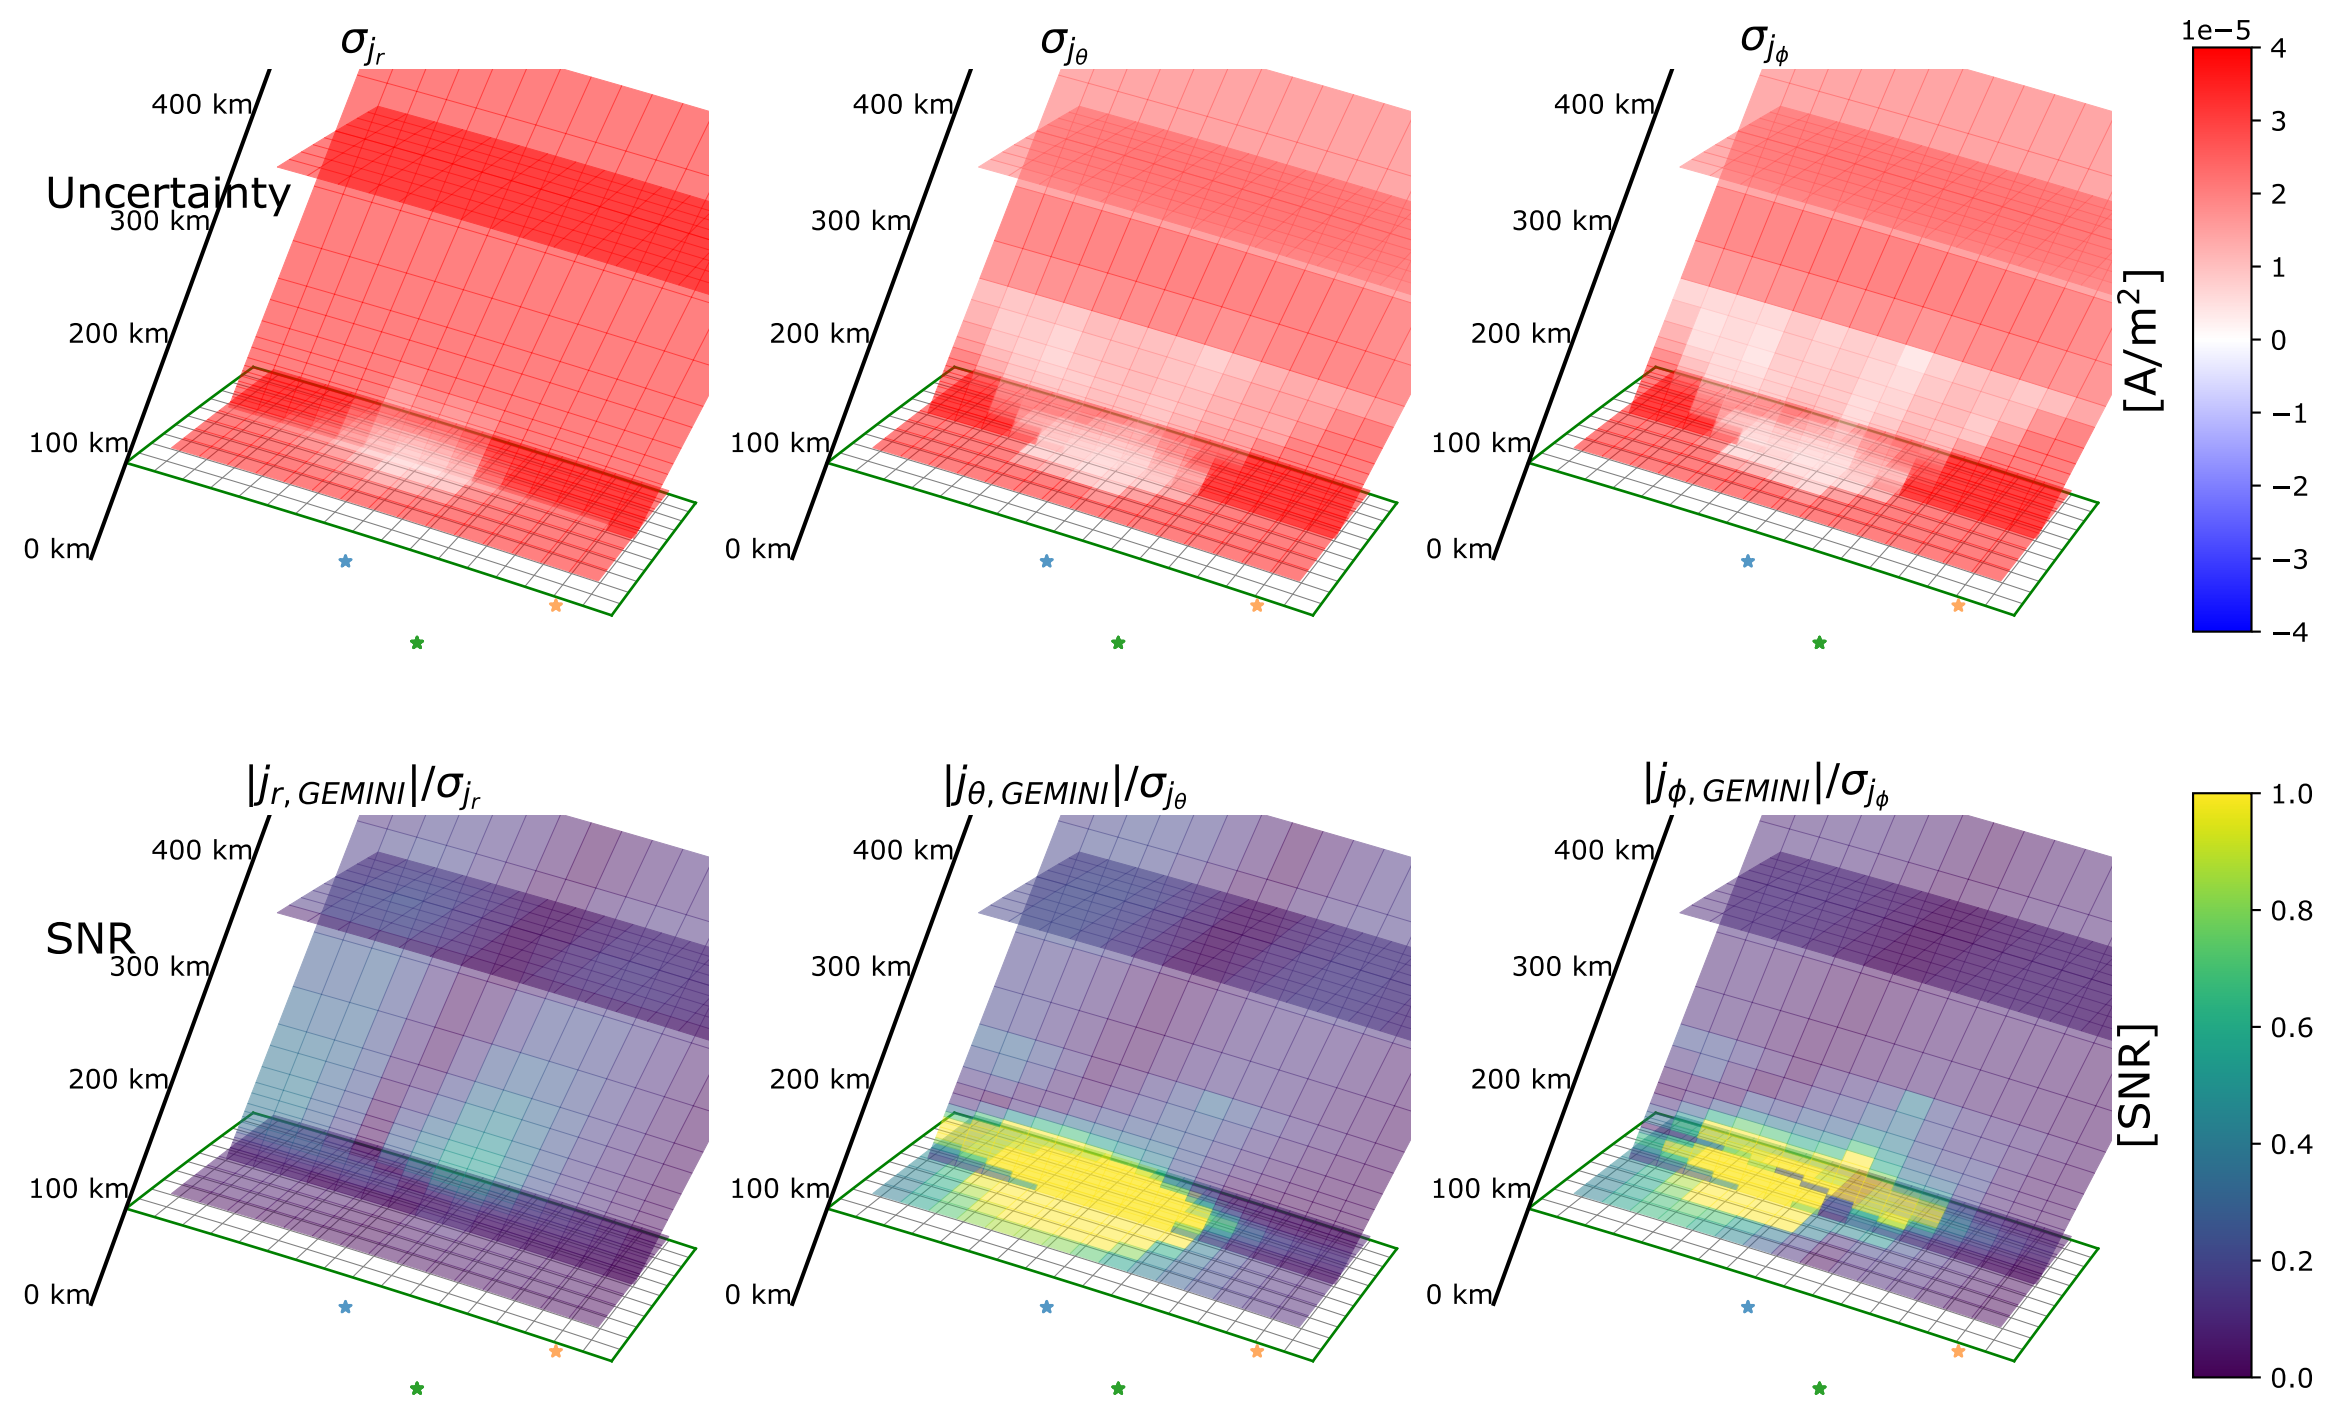 σ_{j_r}
σ_{j_θ}
σ_{j_ϕ}
1e−5
400 km
300 km
200 km
100 km
0 km
Uncertainty
400 km
300 km
200 km
100 km
0 km
400 km
300 km
200 km
100 km
0 km
4
3
2
1
0
−1
−2
−3
−4
[A/m²]
|j_{r, GEMINI}|/σ_{j_r}
|j_{θ, GEMINI}|/σ_{j_θ}
|j_{ϕ, GEMINI}|/σ_{j_ϕ}
400 km
300 km
200 km
100 km
0 km
SNR
400 km
300 km
200 km
100 km
0 km
400 km
300 km
200 km
100 km
0 km
1.0
0.8
0.6
0.4
0.2
0.0
[SNR]